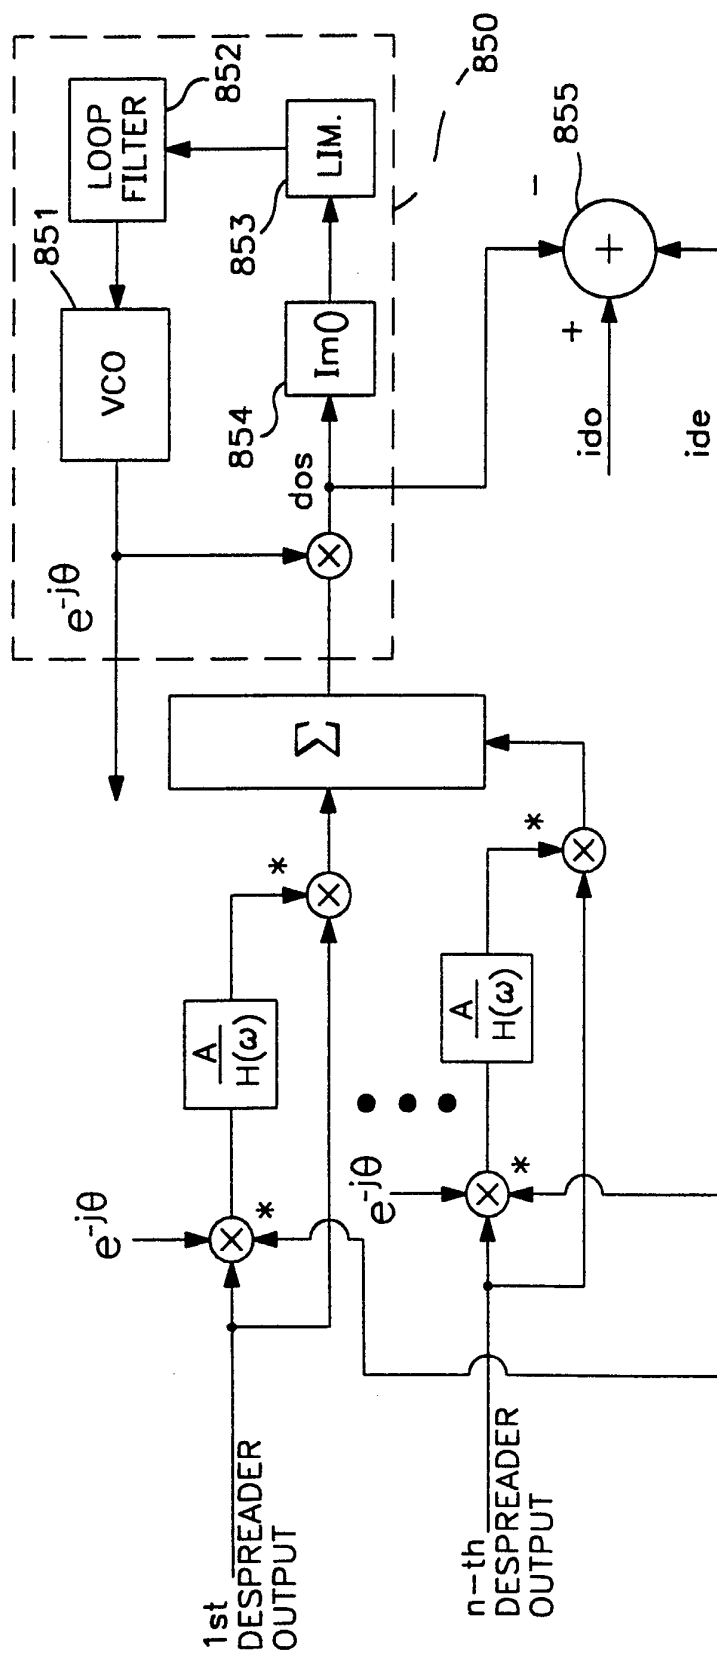 1st
DESPREADER
OUTPUT
n-th
DESPREADER
OUTPUT
e-jθ
*
A
H(ω)
*
e-jθ
*
A
H(ω)
*
Σ
e-jθ
VCO
851
LOOP
FILTER
852
LIM.
853
Im()
854
dos
850
ido
ide
+
-
+
855